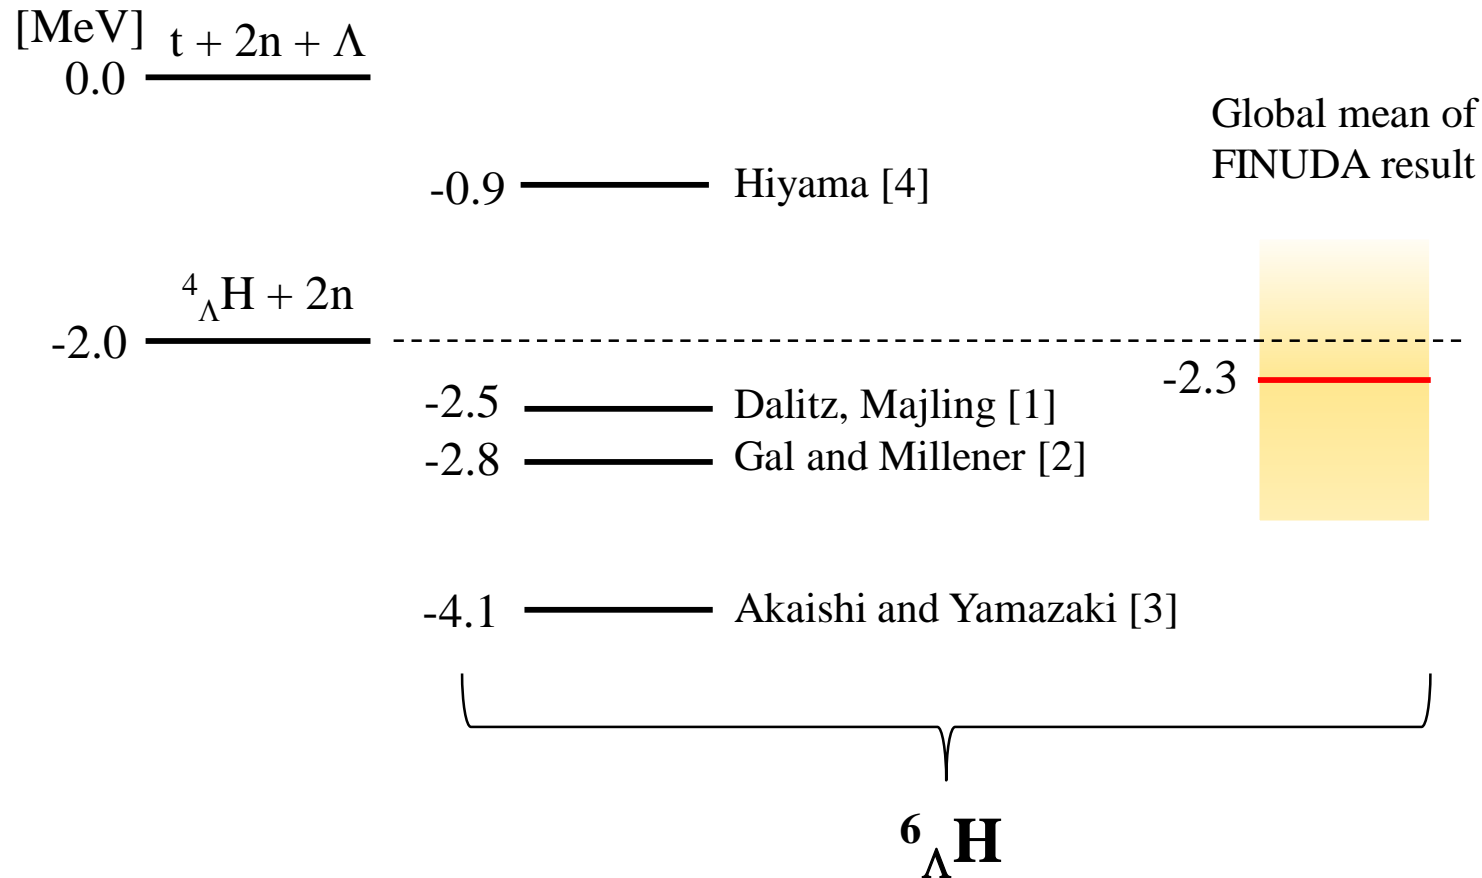 [MeV]
t + 2n + Λ
0.0
Global mean of
FINUDA result
-0.9
Hiyama [4]
⁴ΛH + 2n
-2.0
-2.3
-2.5
Dalitz, Majling [1]
-2.8
Gal and Millener [2]
-4.1
Akaishi and Yamazaki [3]
⁶ΛH